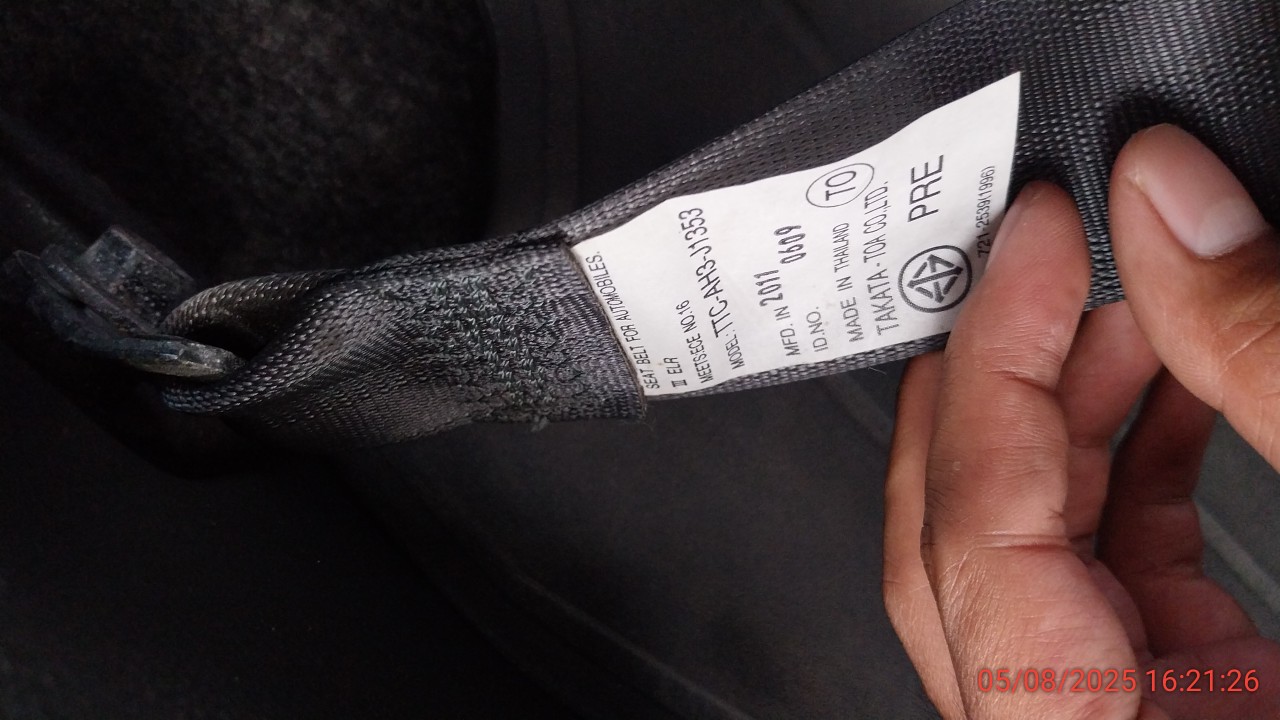 SEAT BELT FOR AUTOMOBILES.
III ELR
MEETS ECE NO.16
MODEL: TTC-AH3-J1353
MFD. IN 2011
ID.NO. 0609
MADE IN THAILAND TO
TAKATA-TOA CO.,LTD.
PRE
721-2539(1996)
05/08/2025 16:21:26